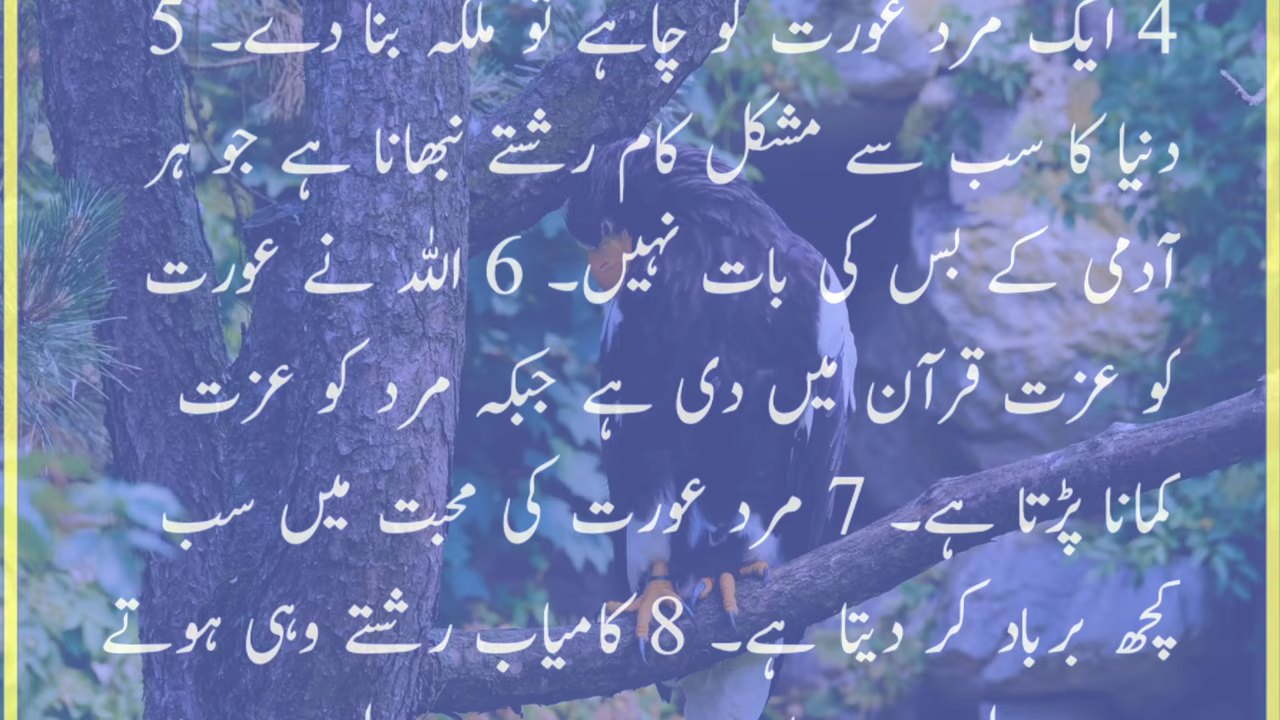 4 ایک مرد عورت کو چاہے تو ملکہ بنا دے۔ 5
دنیا کا سب سے مشکل کام رشتے نبھانا ہے جو ہر
آدمی کے بس کی بات نہیں۔ 6 اللہ نے عورت
کو عزت قرآن میں دی ہے جبکہ مرد کو عزت
کمانا پڑتا ہے۔ 7 مرد عورت کی محبت میں سب
کچھ برباد کر دیتا ہے۔ 8 کامیاب رشتے وہی ہوتے